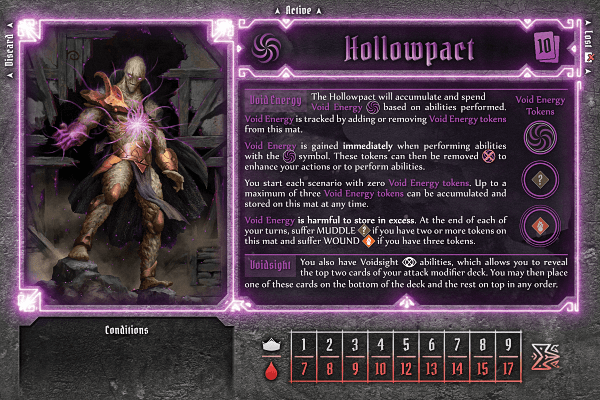 Active
Discard
Lost
Hollowpact
10
Void Energy The Hollowpact will accumulate and spend
Void Energy based on abilities performed.
Void Energy is tracked by adding or removing Void Energy tokens
from this mat.
Void Energy is gained immediately when performing abilities
with the symbol. These tokens can then be removed to
enhance your actions or to perform abilities.
You start each scenario with zero Void Energy tokens. Up to a
maximum of three Void Energy tokens can be accumulated and
stored on this mat at any time.
Void Energy is harmful to store in excess. At the end of each of
your turns, suffer MUDDLE ? if you have two or more tokens on
this mat and suffer WOUND if you have three tokens.
Void Energy
Tokens
?
Voidsight You also have Voidsight abilities, which allows you to reveal
the top two cards of your attack modifier deck. You may then place
one of these cards on the bottom of the deck and the rest on top in any order.
Conditions
1 2 3 4 5 6 7 8 9
7 8 9 10 11 12 14 15 17